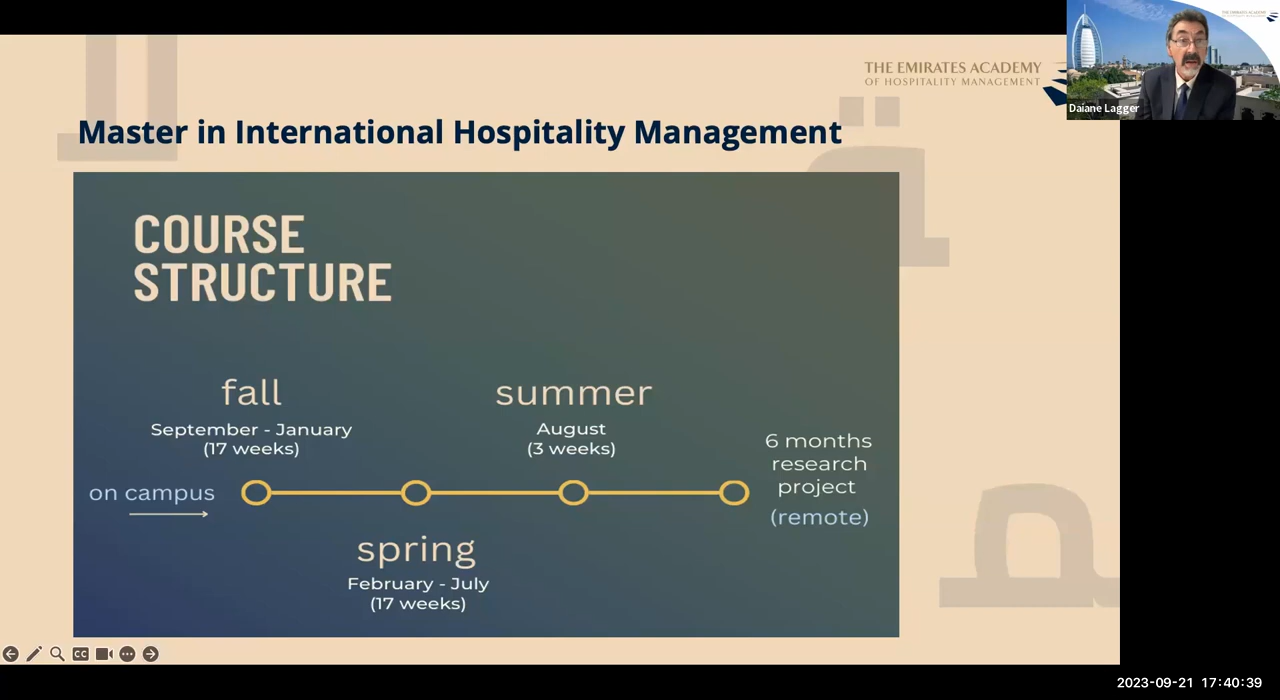 THE EMIRATES ACADEMY
OF HOSPITALITY MANAGEMENT
Daiane Lagger
Master in International Hospitality Management
COURSE
STRUCTURE
fall
September - January
(17 weeks)
summer
August
(3 weeks)
6 months
research
project
(remote)
on campus
spring
February - July
(17 weeks)
CC
2023-09-21 17:40:39